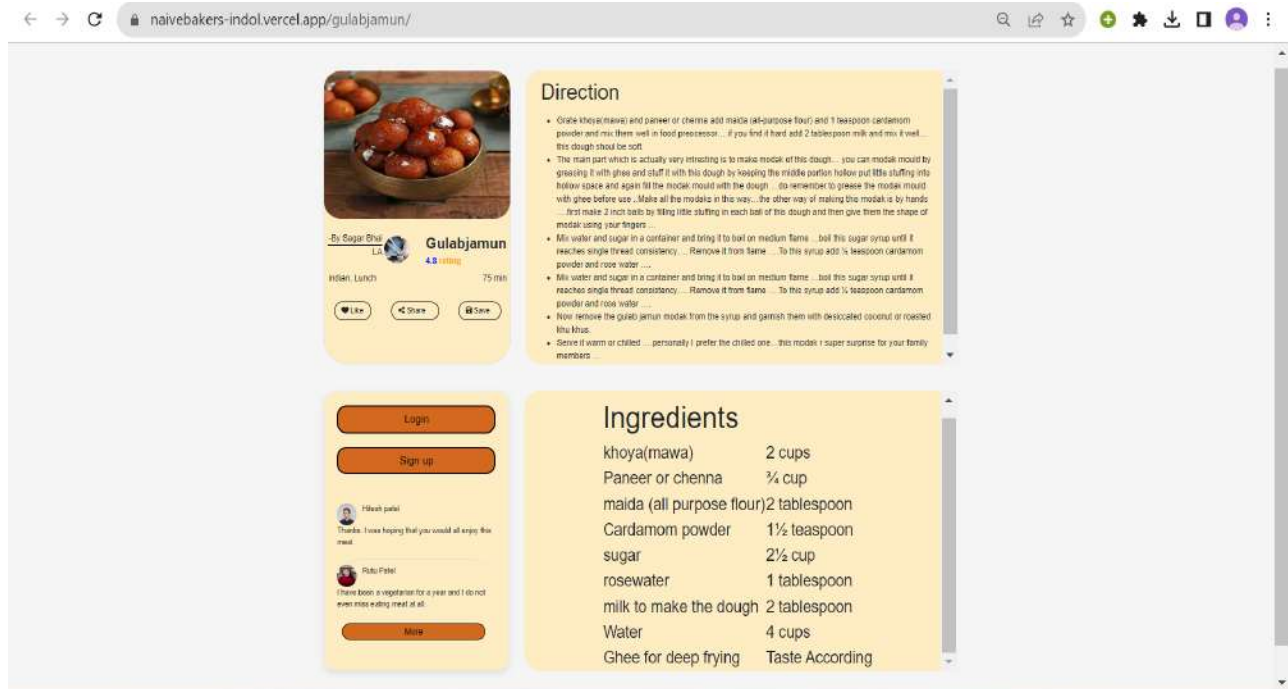 naivebakers-indol.vercel.app/gulabjamun/
-By Sagar Bhai
LA
Gulabjamun
4.8 rating
indian, Lunch
75 min
Like
Share
Save
Direction
Grate khoya(mawa) and paneer or chenna add maida (all-purpose flour) and 1 teaspoon cardamom
powder and mix them well in food preocessor… if you find it hard add 2 tablespoon milk and mix it well…
this dough shoul be soft
The main part which is actually very intresting is to make modak of this dough… you can modak mould by
greasing it with ghee and stuff it with this dough by keeping the middle portion hollow put little stuffing into
hollow space and again fill the modak mould with the dough …do remember to grease the modak mould
with ghee before use ..Make all the modaks in this way…the other way of making the modak is by hands
….first make 2 inch balls by filling little stuffing in each ball of this dough and then give them the shape of
modak using your fingers …
Mix water and sugar in a container and bring it to boil on medium flame …boil this sugar syrup until it
reaches single thread consistency…. Remove it from flame … To this syrup add ½ teaspoon cardamom
powder and rose water ….
Mix water and sugar in a container and bring it to boil on medium flame …boil this sugar syrup until it
reaches single thread consistency…. Remove it from flame … To this syrup add ½ teaspoon cardamom
powder and rose water ….
Now remove the gulab jamun modak from the syrup and garnish them with desiccated coconut or roasted
khu khus.
Serve it warm or chilled … personally I prefer the chilled one.. this modak r super surprise for your family
members …
Login
Sign up
Hitesh patel
Thanks. I was hoping that you would all enjoy this
meal.
Rutu Patel
I have been a vegetarian for a year and I do not
even miss eating meat at all.
More
Ingredients
khoya(mawa) 2 cups
Paneer or chenna ¾ cup
maida (all purpose flour) 2 tablespoon
Cardamom powder 1½ teaspoon
sugar 2½ cup
rosewater 1 tablespoon
milk to make the dough 2 tablespoon
Water 4 cups
Ghee for deep frying Taste According